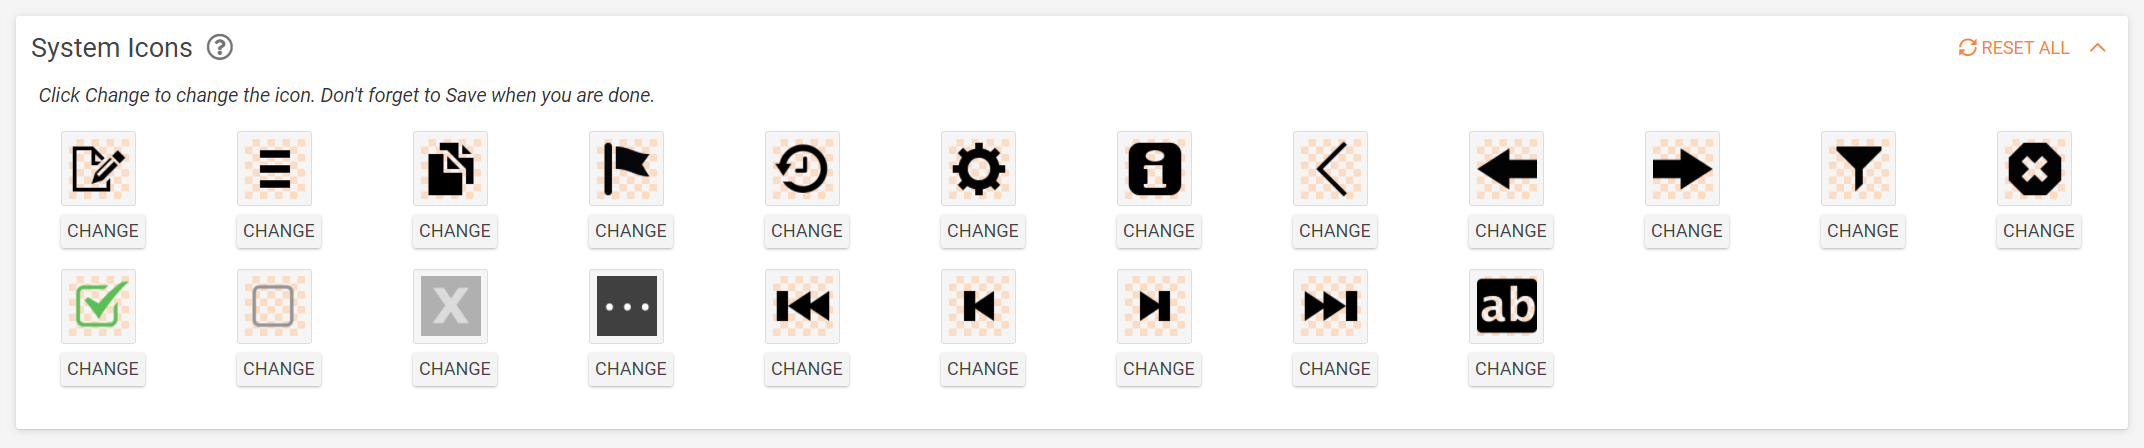 System Icons ?
RESET ALL
Click Change to change the icon. Don't forget to Save when you are done.
CHANGE CHANGE CHANGE CHANGE CHANGE CHANGE CHANGE CHANGE CHANGE CHANGE CHANGE CHANGE
X ab
CHANGE CHANGE CHANGE CHANGE CHANGE CHANGE CHANGE CHANGE CHANGE